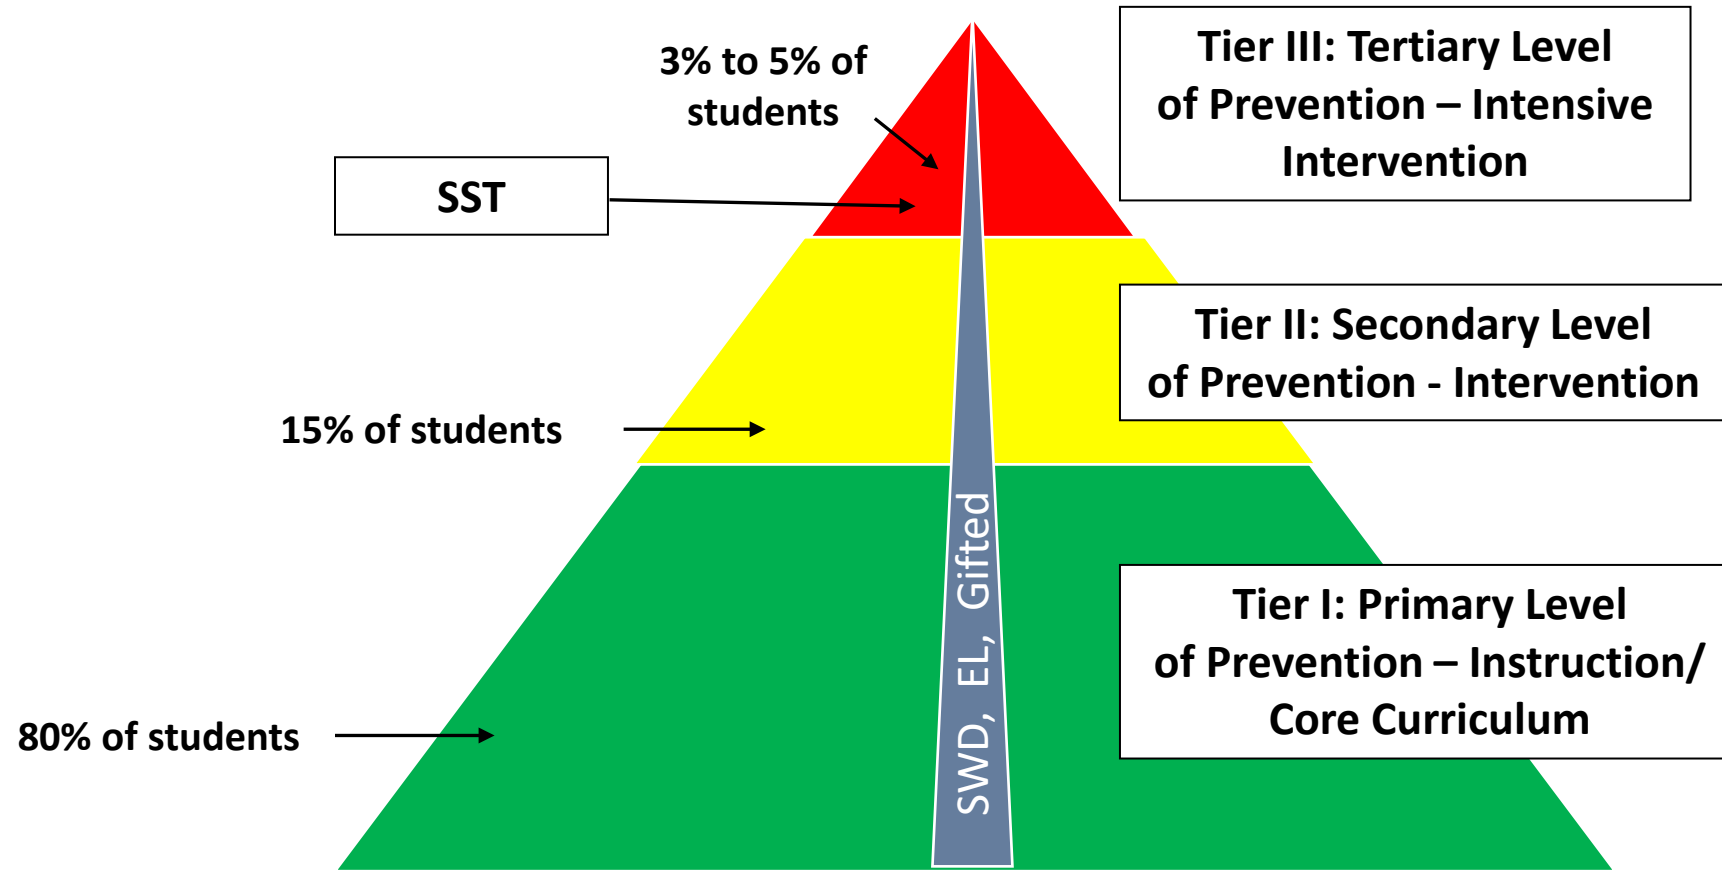 3% to 5% of
students
Tier III: Tertiary Level
of Prevention – Intensive
Intervention
SST
Tier II: Secondary Level
of Prevention - Intervention
15% of students
SWD, EL, Gifted
Tier I: Primary Level
of Prevention – Instruction/
Core Curriculum
80% of students